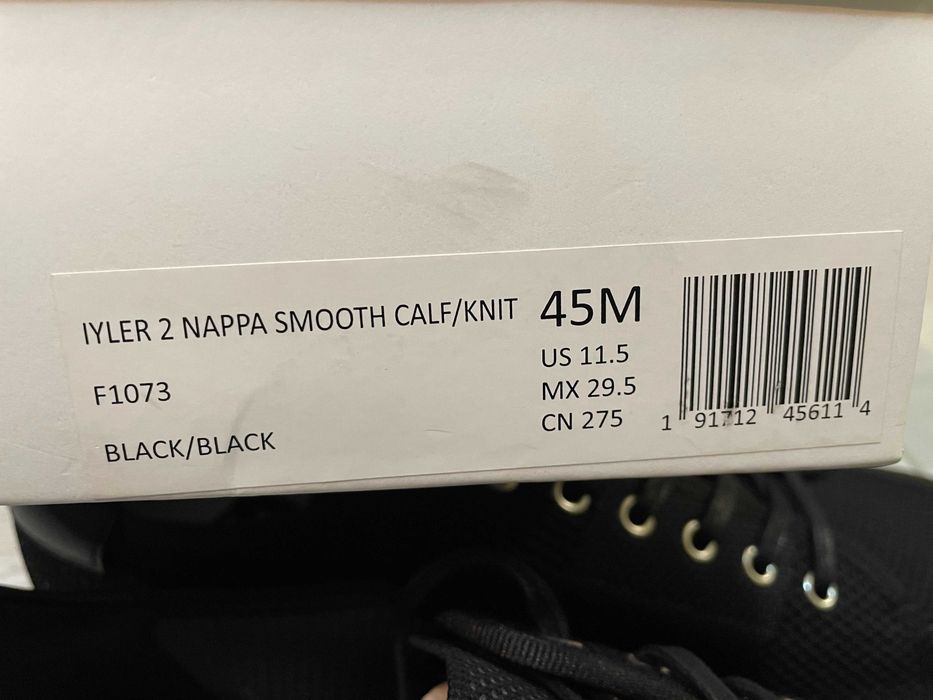 IYLER 2 NAPPA SMOOTH CALF/KNIT
F1073
BLACK/BLACK
45M
US 11.5
MX 29.5
CN 275
1 91712 45611 4